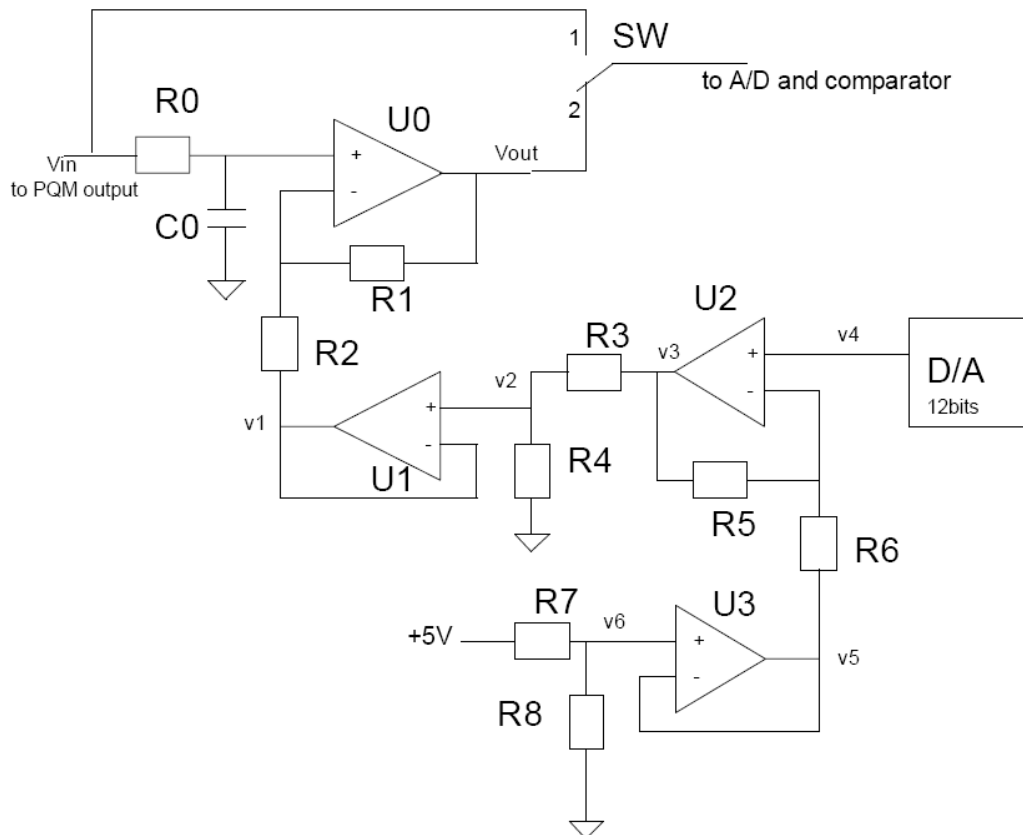 1
SW
to A/D and comparator
2
R0
U0
+
-
Vin
to PQM output
Vout
C0
R1
R2
U2
R3
v3
v4
+
-
D/A
12bits
v2
v1
+
-
U1
R4
R5
R6
R7
U3
+5V
v6
+
-
v5
R8